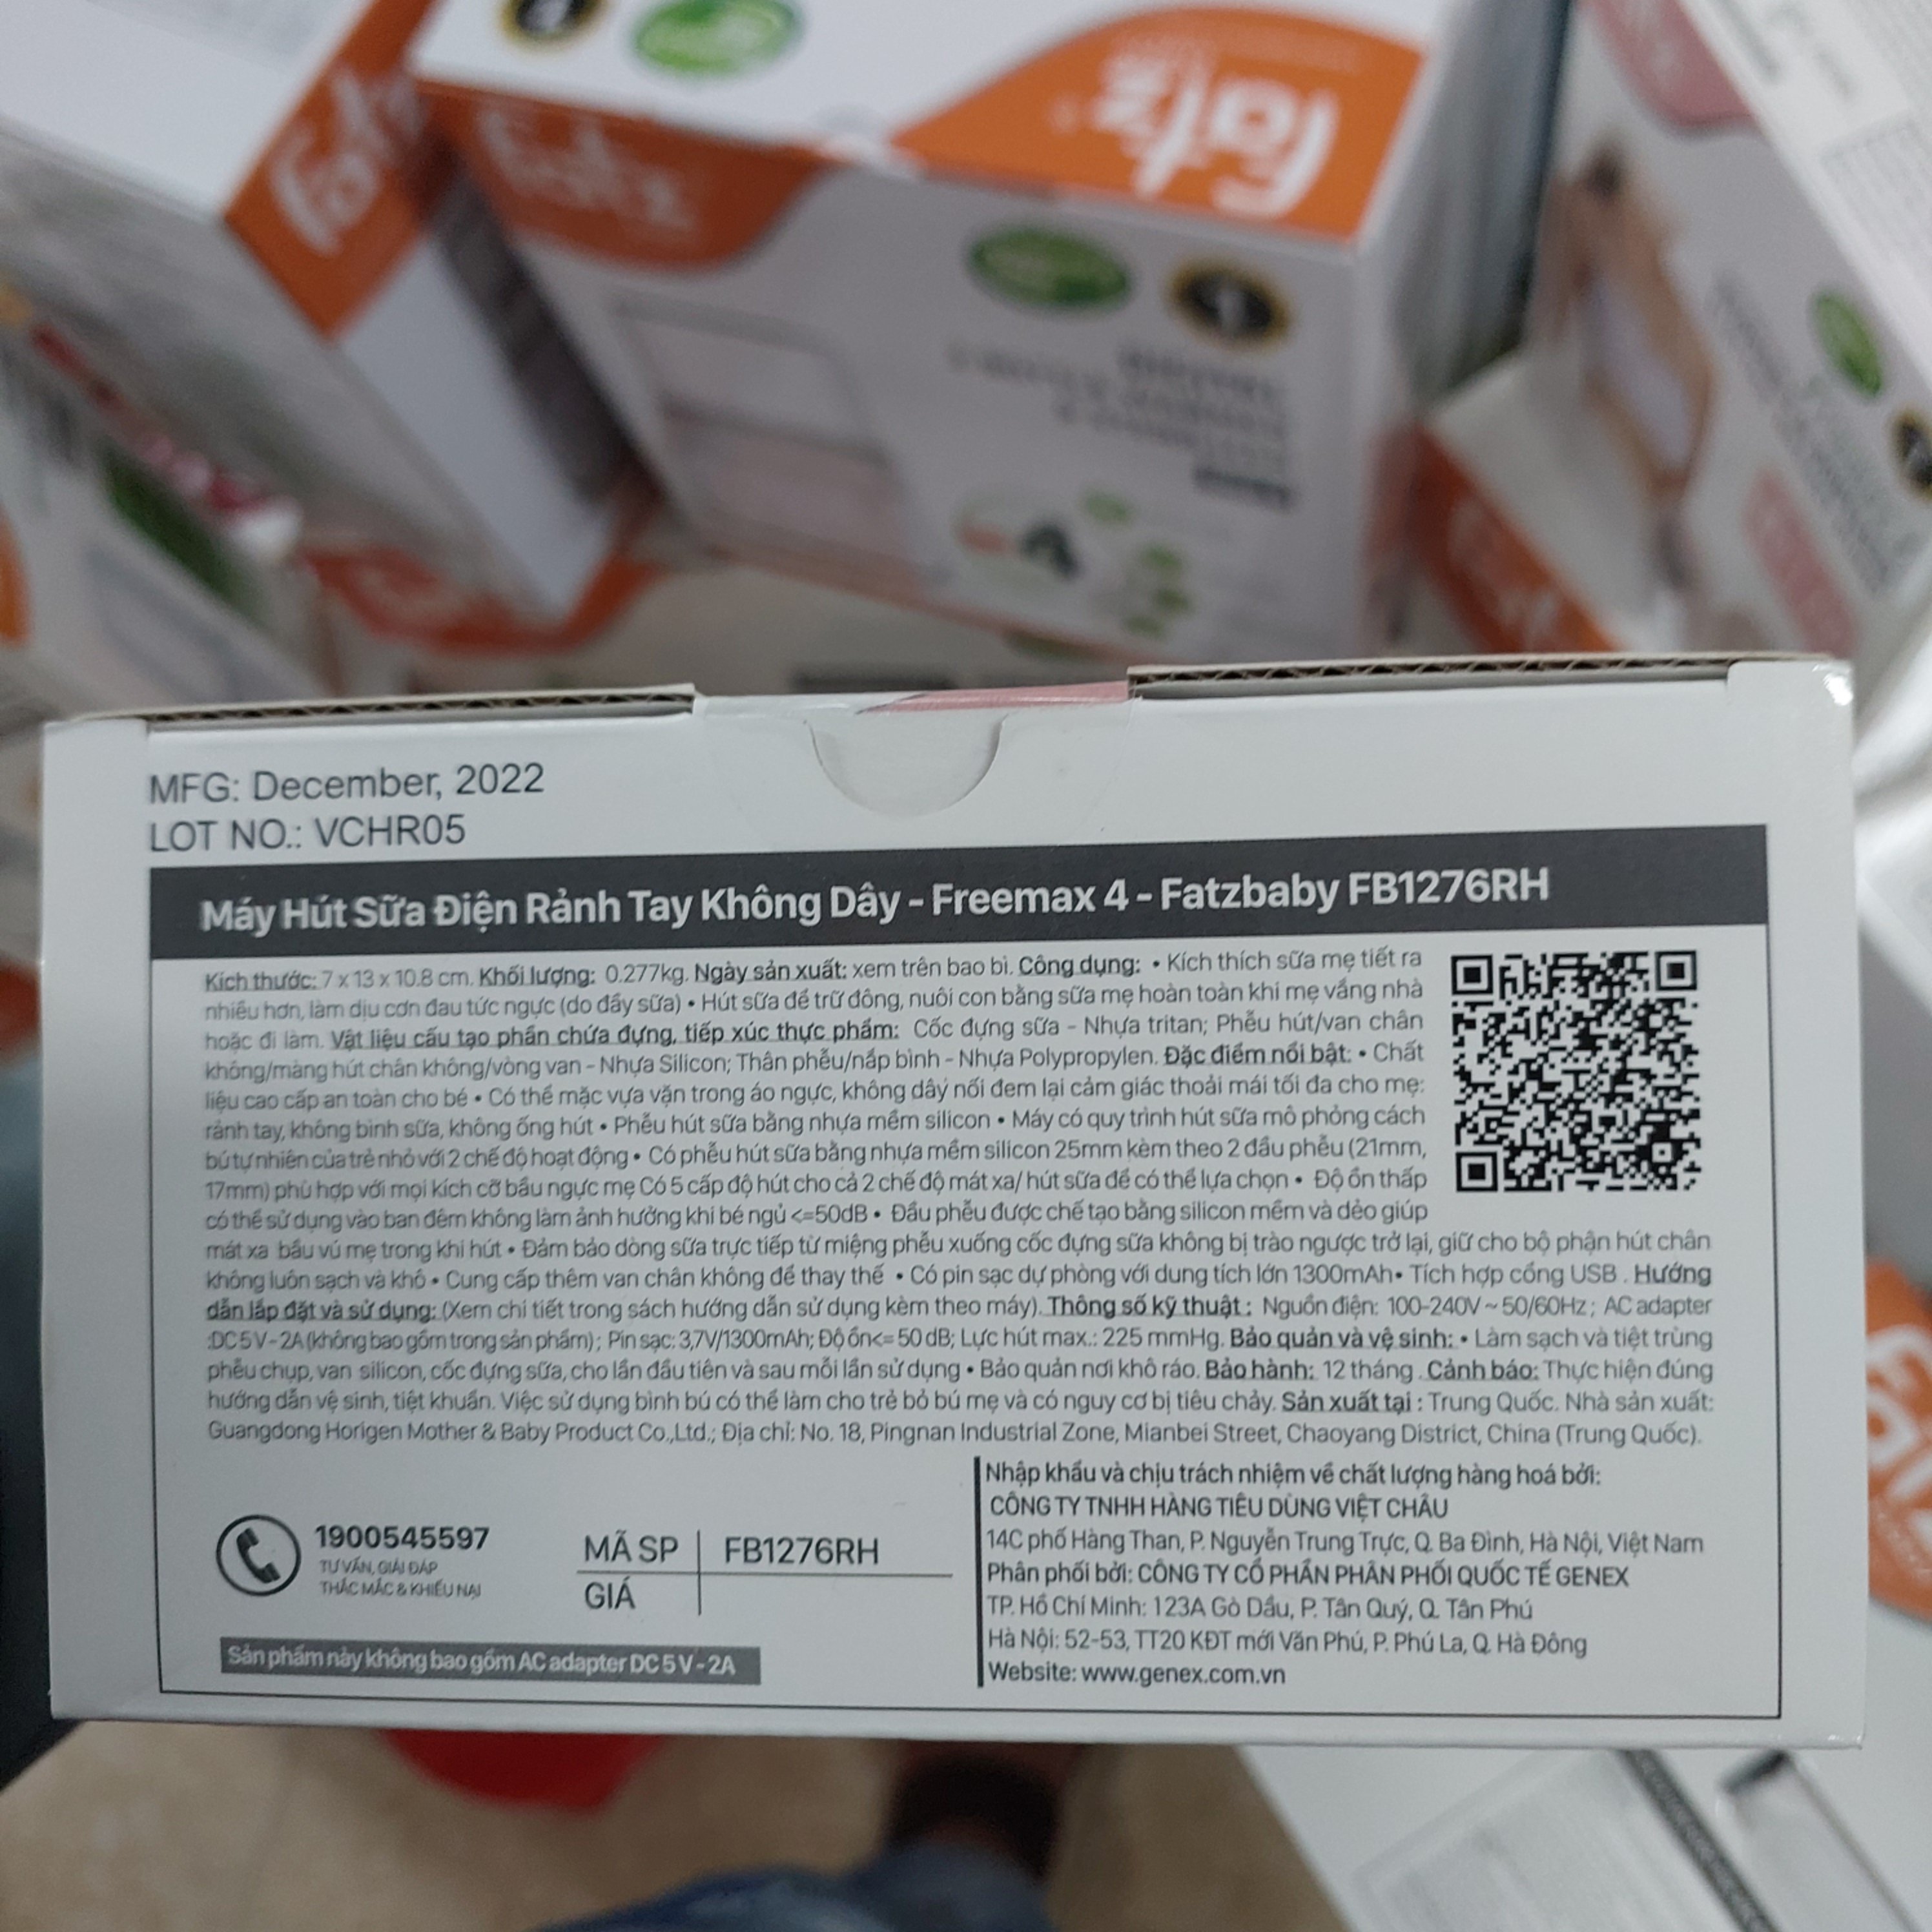 fatz
fatz
MFG: December, 2022
LOT NO.: VCHR05
Máy Hút Sữa Điện Rảnh Tay Không Dây - Freemax 4 - Fatzbaby FB1276RH
Kích thước: 7 x 13 x 10.8 cm. Khối lượng: 0.277kg. Ngày sản xuất: xem trên bao bì. Công dụng: • Kích thích sữa mẹ tiết ra
nhiều hơn, làm dịu cơn đau tức ngực (do đầy sữa) • Hút sữa để trữ đông, nuôi con bằng sữa mẹ hoàn toàn khi mẹ vắng nhà
hoặc đi làm. Vật liệu cấu tạo phần chứa đựng, tiếp xúc thực phẩm: Cốc đựng sữa - Nhựa tritan; Phễu hút/van chân
không/màng hút chân không/vòng van - Nhựa Silicon; Thân phễu/nắp bình - Nhựa Polypropylen. Đặc điểm nổi bật: • Chất
liệu cao cấp an toàn cho bé • Có thể mặc vựa vặn trong áo ngực, không dây nối đem lại cảm giác thoải mái tối đa cho mẹ:
rảnh tay, không bình sữa, không ống hút • Phễu hút sữa bằng nhựa mềm silicon • Máy có quy trình hút sữa mô phỏng cách
bú tự nhiên của trẻ nhỏ với 2 chế độ hoạt động • Có phễu hút sữa bằng nhựa mềm silicon 25mm kèm theo 2 đầu phễu (21mm,
17mm) phù hợp với mọi kích cỡ bầu ngực mẹ Có 5 cấp độ hút cho cả 2 chế độ mát xa/ hút sữa để có thể lựa chọn • Độ ồn thấp
có thể sử dụng vào ban đêm không làm ảnh hưởng khi bé ngủ <=50dB • Đầu phễu được chế tạo bằng silicon mềm và dẻo giúp
mát xa bầu vú mẹ trong khi hút • Đảm bảo dòng sữa trực tiếp từ miệng phễu xuống cốc đựng sữa không bị trào ngược trở lại, giữ cho bộ phận hút chân
không luôn sạch và khô • Cung cấp thêm van chân không để thay thế • Có pin sạc dự phòng với dung tích lớn 1300mAh• Tích hợp cổng USB . Hướng
dẫn lắp đặt và sử dụng: (Xem chi tiết trong sách hướng dẫn sử dụng kèm theo máy). Thông số kỹ thuật : Nguồn điện: 100-240V ~ 50/60Hz ; AC adapter
:DC 5 V - 2A (không bao gồm trong sản phẩm) ; Pin sạc: 3,7V/1300mAh; Độ ồn<= 50 dB; Lực hút max.: 225 mmHg. Bảo quản và vệ sinh: • Làm sạch và tiệt trùng
phễu chụp, van silicon, cốc đựng sữa, cho lần đầu tiên và sau mỗi lần sử dụng • Bảo quản nơi khô ráo. Bảo hành: 12 tháng . Cảnh báo: Thực hiện đúng
hướng dẫn vệ sinh, tiệt khuẩn. Việc sử dụng bình bú có thể làm cho trẻ bỏ bú mẹ và có nguy cơ bị tiêu chảy. Sản xuất tại : Trung Quốc. Nhà sản xuất:
Guangdong Horigen Mother & Baby Product Co.,Ltd.; Địa chỉ: No. 18, Pingnan Industrial Zone, Mianbei Street, Chaoyang District, China (Trung Quốc).
1900545597
TƯ VẤN, GIẢI ĐÁP
THẮC MẮC & KHIẾU NẠI
MÃ SP FB1276RH
GIÁ
Sản phẩm này không bao gồm AC adapter DC 5 V - 2A
Nhập khẩu và chịu trách nhiệm về chất lượng hàng hoá bởi:
CÔNG TY TNHH HÀNG TIÊU DÙNG VIỆT CHÂU
14C phố Hàng Than, P. Nguyễn Trung Trực, Q. Ba Đình, Hà Nội, Việt Nam
Phân phối bởi: CÔNG TY CỔ PHẦN PHÂN PHỐI QUỐC TẾ GENEX
TP. Hồ Chí Minh: 123A Gò Dầu, P. Tân Quý, Q. Tân Phú
Hà Nội: 52-53, TT20 KĐT mới Văn Phú, P. Phú La, Q. Hà Đông
Website: www.genex.com.vn